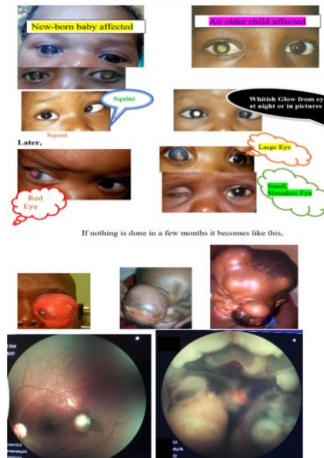 New-born baby affected
An older child affected
Squint
Whitish Glow from eye
at night or in pictures
Squint
Later,
Large Eye
Red
Eye
Small,
Shrunken Eye
If nothing is done in a few months it becomes like this,